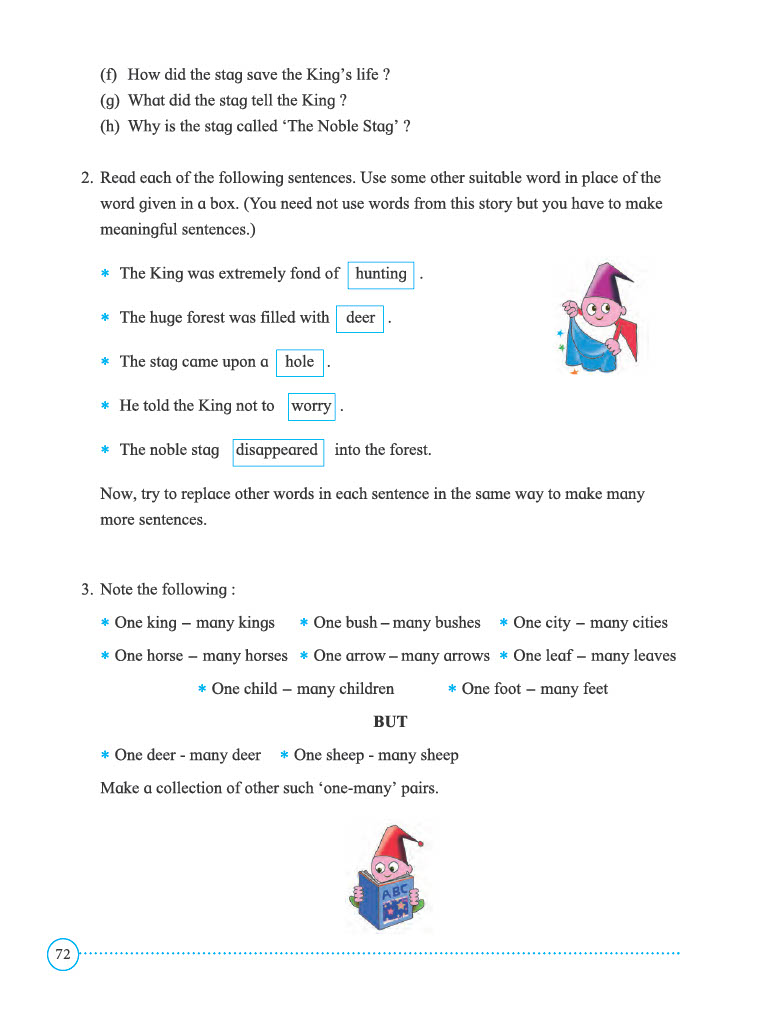 (f) How did the stag save the King’s life ?
(g) What did the stag tell the King ?
(h) Why is the stag called ‘The Noble Stag’ ?
2. Read each of the following sentences. Use some other suitable word in place of the
word given in a box. (You need not use words from this story but you have to make
meaningful sentences.)
* The King was extremely fond of hunting .
* The huge forest was filled with deer .
* The stag came upon a hole .
* He told the King not to worry .
* The noble stag disappeared into the forest.
Now, try to replace other words in each sentence in the same way to make many
more sentences.
3. Note the following :
* One king – many kings * One bush – many bushes * One city – many cities
* One horse – many horses * One arrow – many arrows * One leaf – many leaves
* One child – many children * One foot – many feet
BUT
* One deer - many deer * One sheep - many sheep
Make a collection of other such ‘one-many’ pairs.
ABC
72